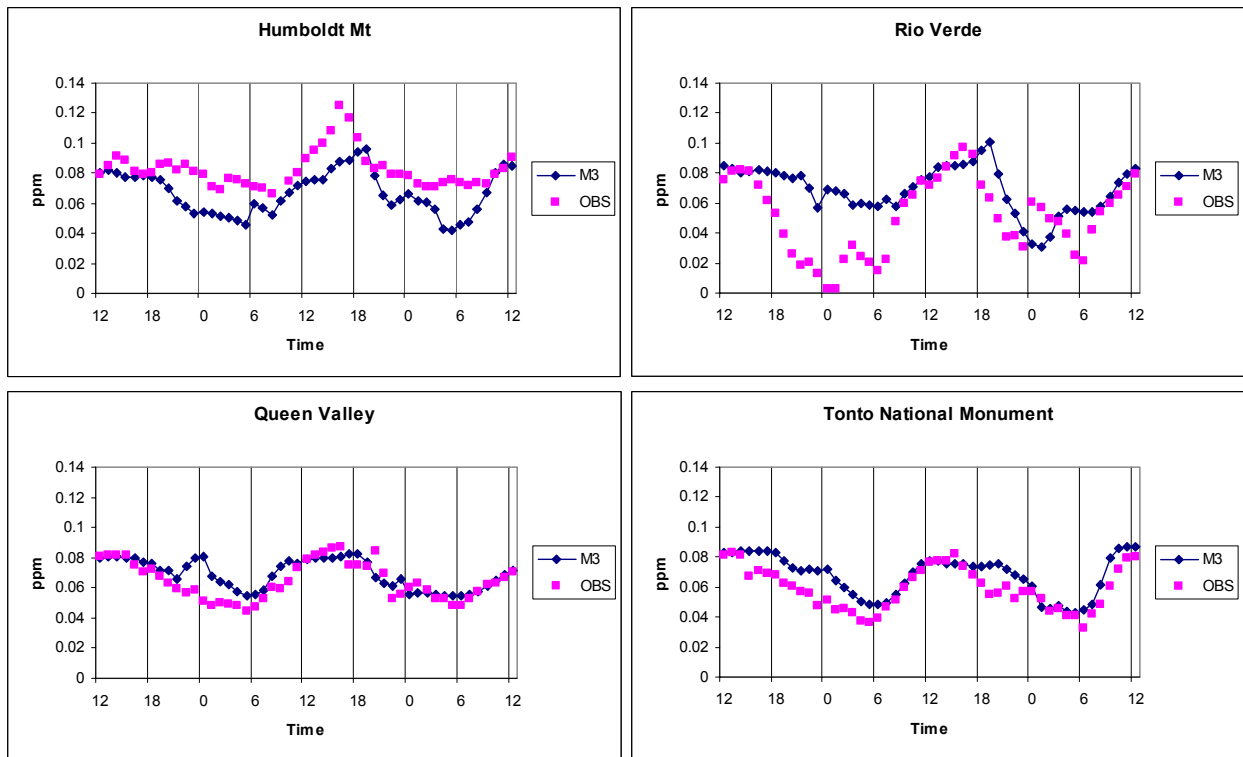 Humboldt Mt
ppm
0.14
0.12
0.1
0.08
0.06
0.04
0.02
0
12 18 0 6 12 18 0 6 12
Time
M3
OBS
Rio Verde
ppm
0.14
0.12
0.1
0.08
0.06
0.04
0.02
0
12 18 0 6 12 18 0 6 12
Time
M3
OBS
Queen Valley
ppm
0.14
0.12
0.1
0.08
0.06
0.04
0.02
0
12 18 0 6 12 18 0 6 12
Time
M3
OBS
Tonto National Monument
ppm
0.14
0.12
0.1
0.08
0.06
0.04
0.02
0
12 18 0 6 12 18 0 6 12
Time
M3
OBS